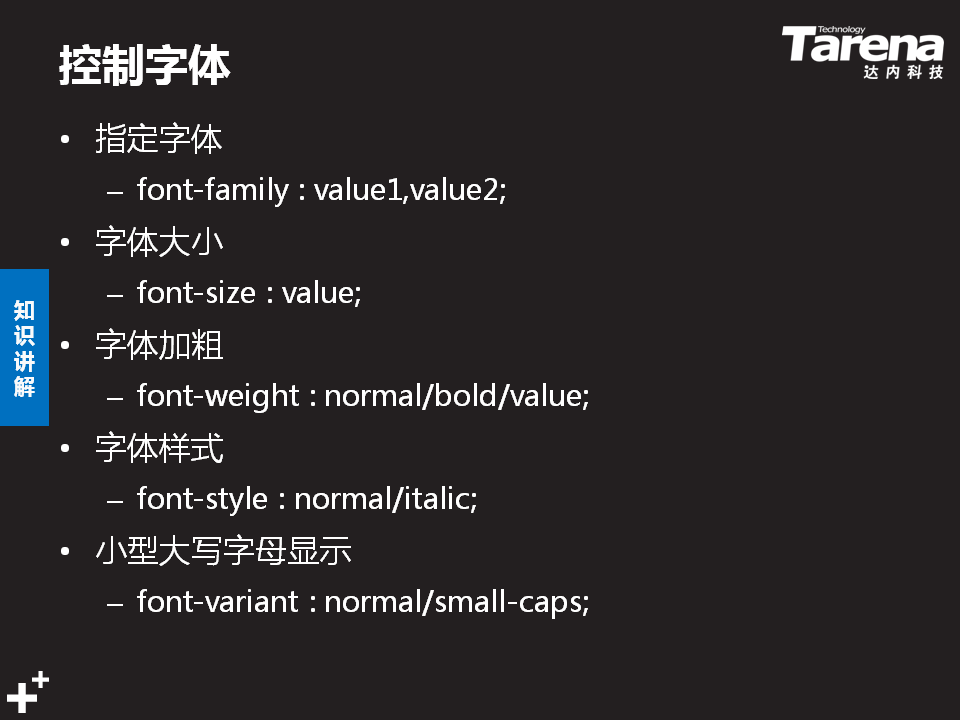 控制字体
Technology
Tarena
达内科技
• 指定字体
– font-family : value1,value2;
• 字体大小
– font-size : value;
• 字体加粗
– font-weight : normal/bold/value;
• 字体样式
– font-style : normal/italic;
• 小型大写字母显示
– font-variant : normal/small-caps;
知识讲解